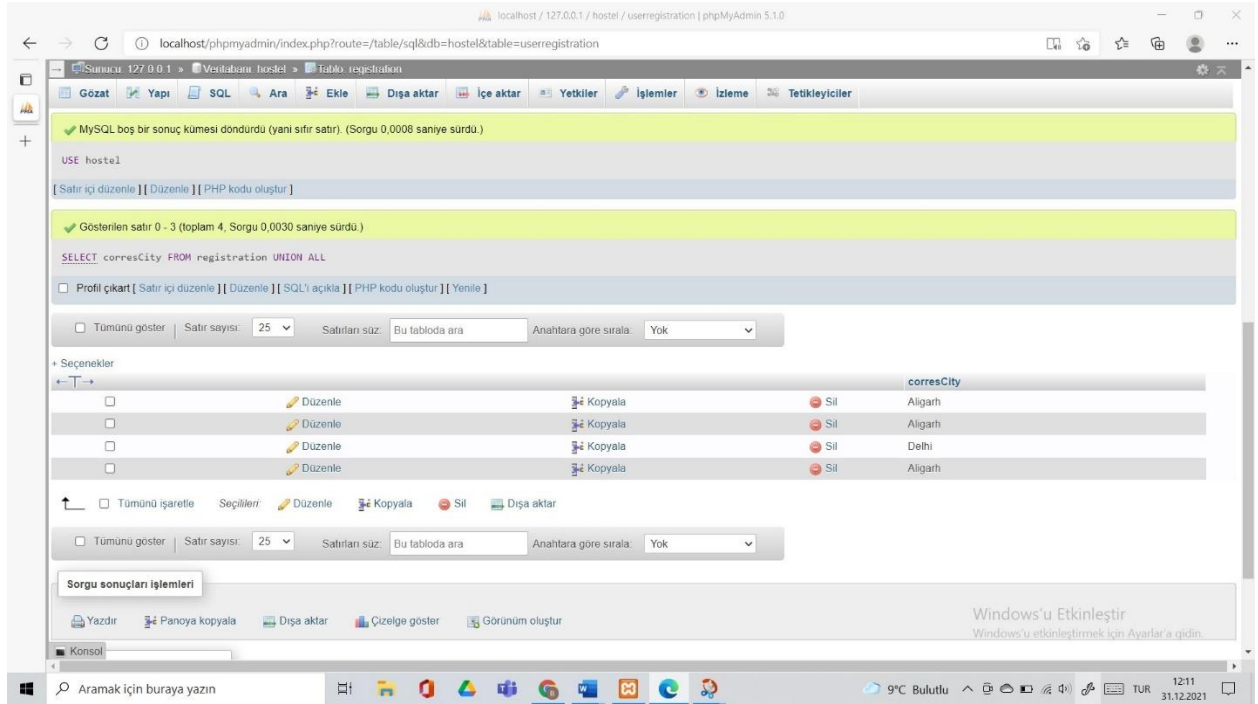 localhost / 127.0.0.1 / hostel / userregistration | phpMyAdmin 5.1.0
localhost/phpmyadmin/index.php?route=/table/sql&db=hostel&table=userregistration
Sunucu: 127.0.0.1 » Veritabanı: hostel » Tablo: registration
Gözat Yapı SQL Ara Ekle Dışa aktar İçe aktar Yetkiler İşlemler İzleme Tetikleyiciler
MySQL boş bir sonuç kümesi döndürdü (yani sıfır satır). (Sorgu 0,0008 saniye sürdü.)
USE hostel
[ Satır içi düzenle ] [ Düzenle ] [ PHP kodu oluştur ]
Gösterilen satır 0 - 3 (toplam 4, Sorgu 0,0030 saniye sürdü.)
SELECT corresCity FROM registration UNION ALL
Profil çıkart [ Satır içi düzenle ] [ Düzenle ] [ SQL'i açıkla ] [ PHP kodu oluştur ] [ Yenile ]
Tümünü göster | Satır sayısı: 25 Satırları süz: Bu tabloda ara Anahtara göre sırala: Yok
+ Seçenekler
←T→ corresCity
Düzenle Kopyala Sil Aligarh
Düzenle Kopyala Sil Aligarh
Düzenle Kopyala Sil Delhi
Düzenle Kopyala Sil Aligarh
Tümünü işaretle Seçilileri: Düzenle Kopyala Sil Dışa aktar
Tümünü göster | Satır sayısı: 25 Satırları süz: Bu tabloda ara Anahtara göre sırala: Yok
Sorgu sonuçları işlemleri
Yazdır Panoya kopyala Dışa aktar Çizelge göster Görünüm oluştur
Windows'u Etkinleştir
Windows'u etkinleştirmek için Ayarlar'a gidin.
Konsol
Aramak için buraya yazın
9°C Bulutlu TUR 12:11
31.12.2021